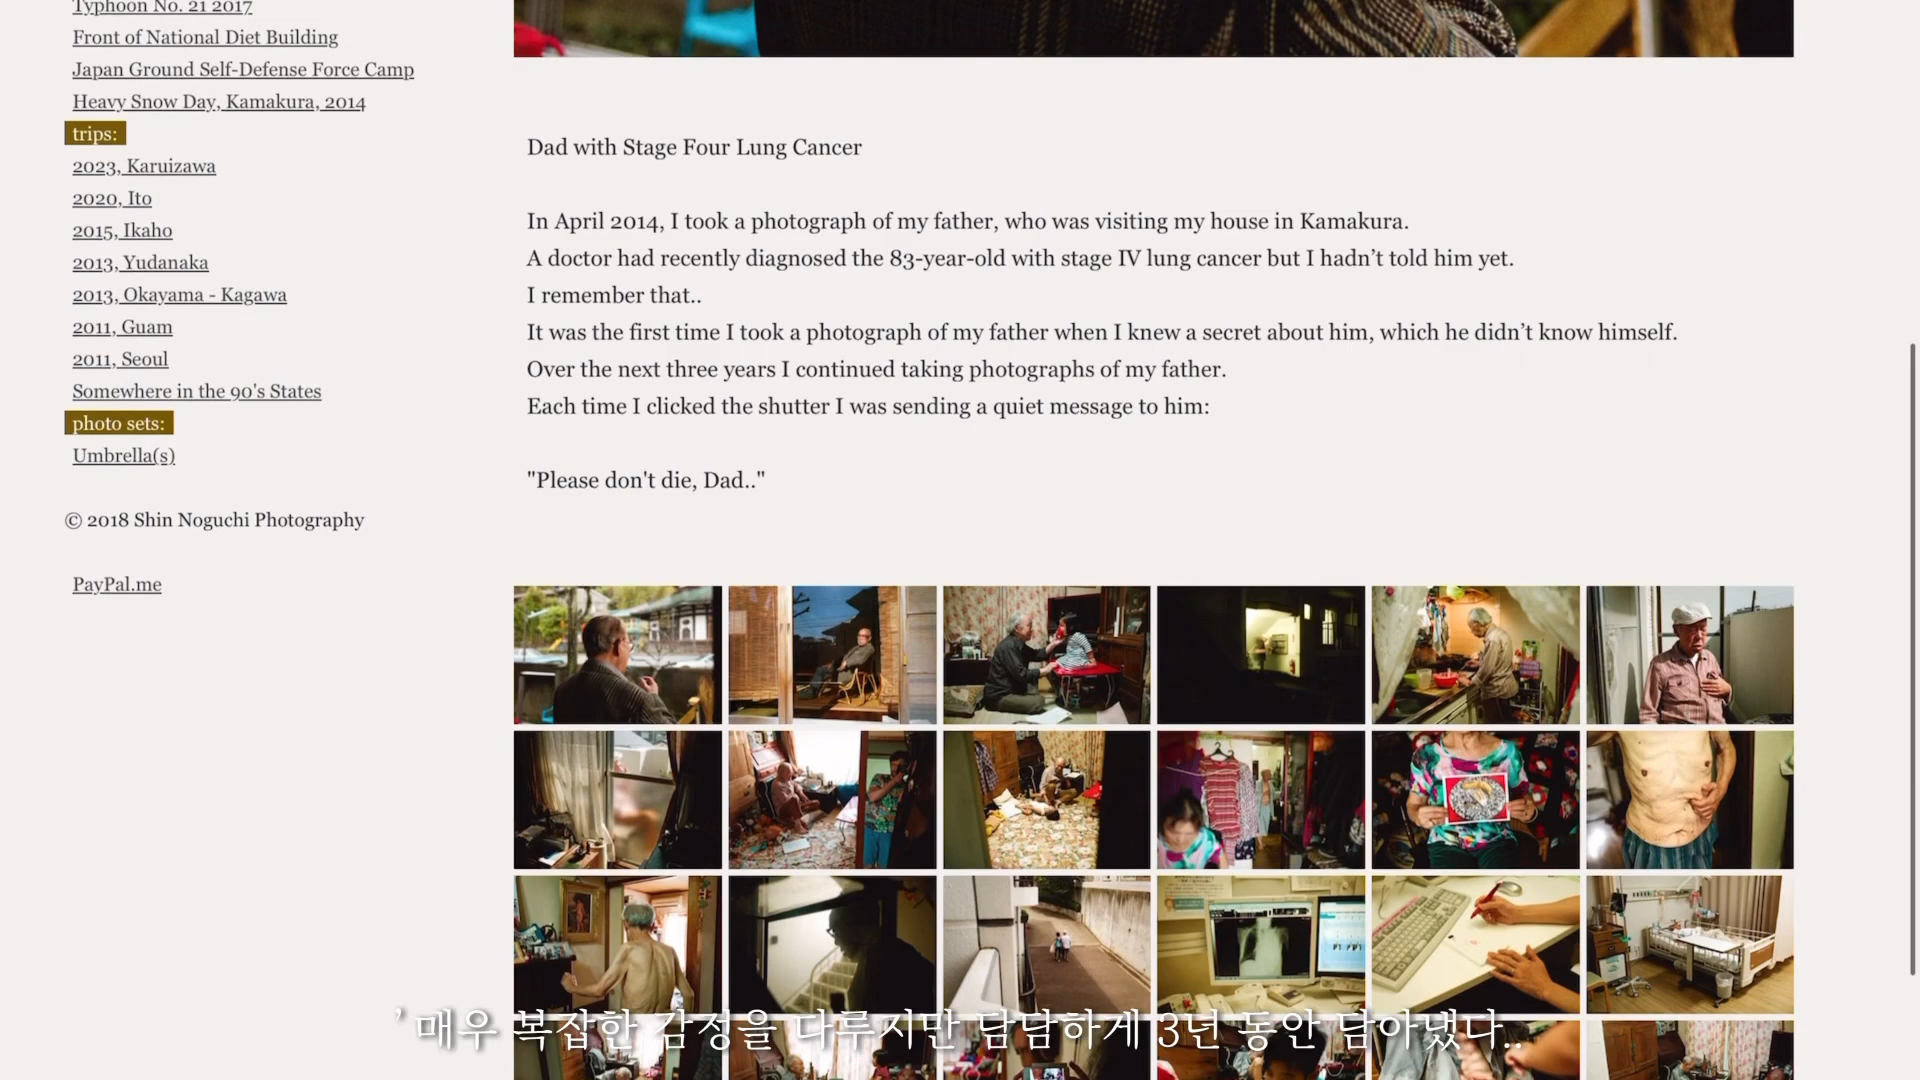 Typhoon No. 21 2017
Front of National Diet Building
Japan Ground Self-Defense Force Camp
Heavy Snow Day, Kamakura, 2014
trips:
2023, Karuizawa
2020, Ito
2015, Ikaho
2013, Yudanaka
2013, Okayama - Kagawa
2011, Guam
2011, Seoul
Somewhere in the 90's States
photo sets:
Umbrella(s)
© 2018 Shin Noguchi Photography
PayPal.me
Dad with Stage Four Lung Cancer
In April 2014, I took a photograph of my father, who was visiting my house in Kamakura.
A doctor had recently diagnosed the 83-year-old with stage IV lung cancer but I hadn’t told him yet.
I remember that..
It was the first time I took a photograph of my father when I knew a secret about him, which he didn’t know himself.
Over the next three years I continued taking photographs of my father.
Each time I clicked the shutter I was sending a quiet message to him:
"Please don't die, Dad.."
’ 매우 복잡한 감정을 다루지만 담담하게 3년 동안 담아냈다..